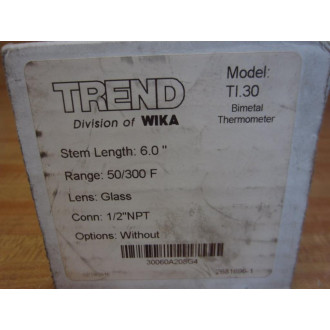 TREND
Division of WIKA
Model:
TI.30
Bimetal
Thermometer
Stem Length: 6.0 "
Range: 50/300 F
Lens: Glass
Conn: 1/2"NPT
Options: Without
30060A205G4